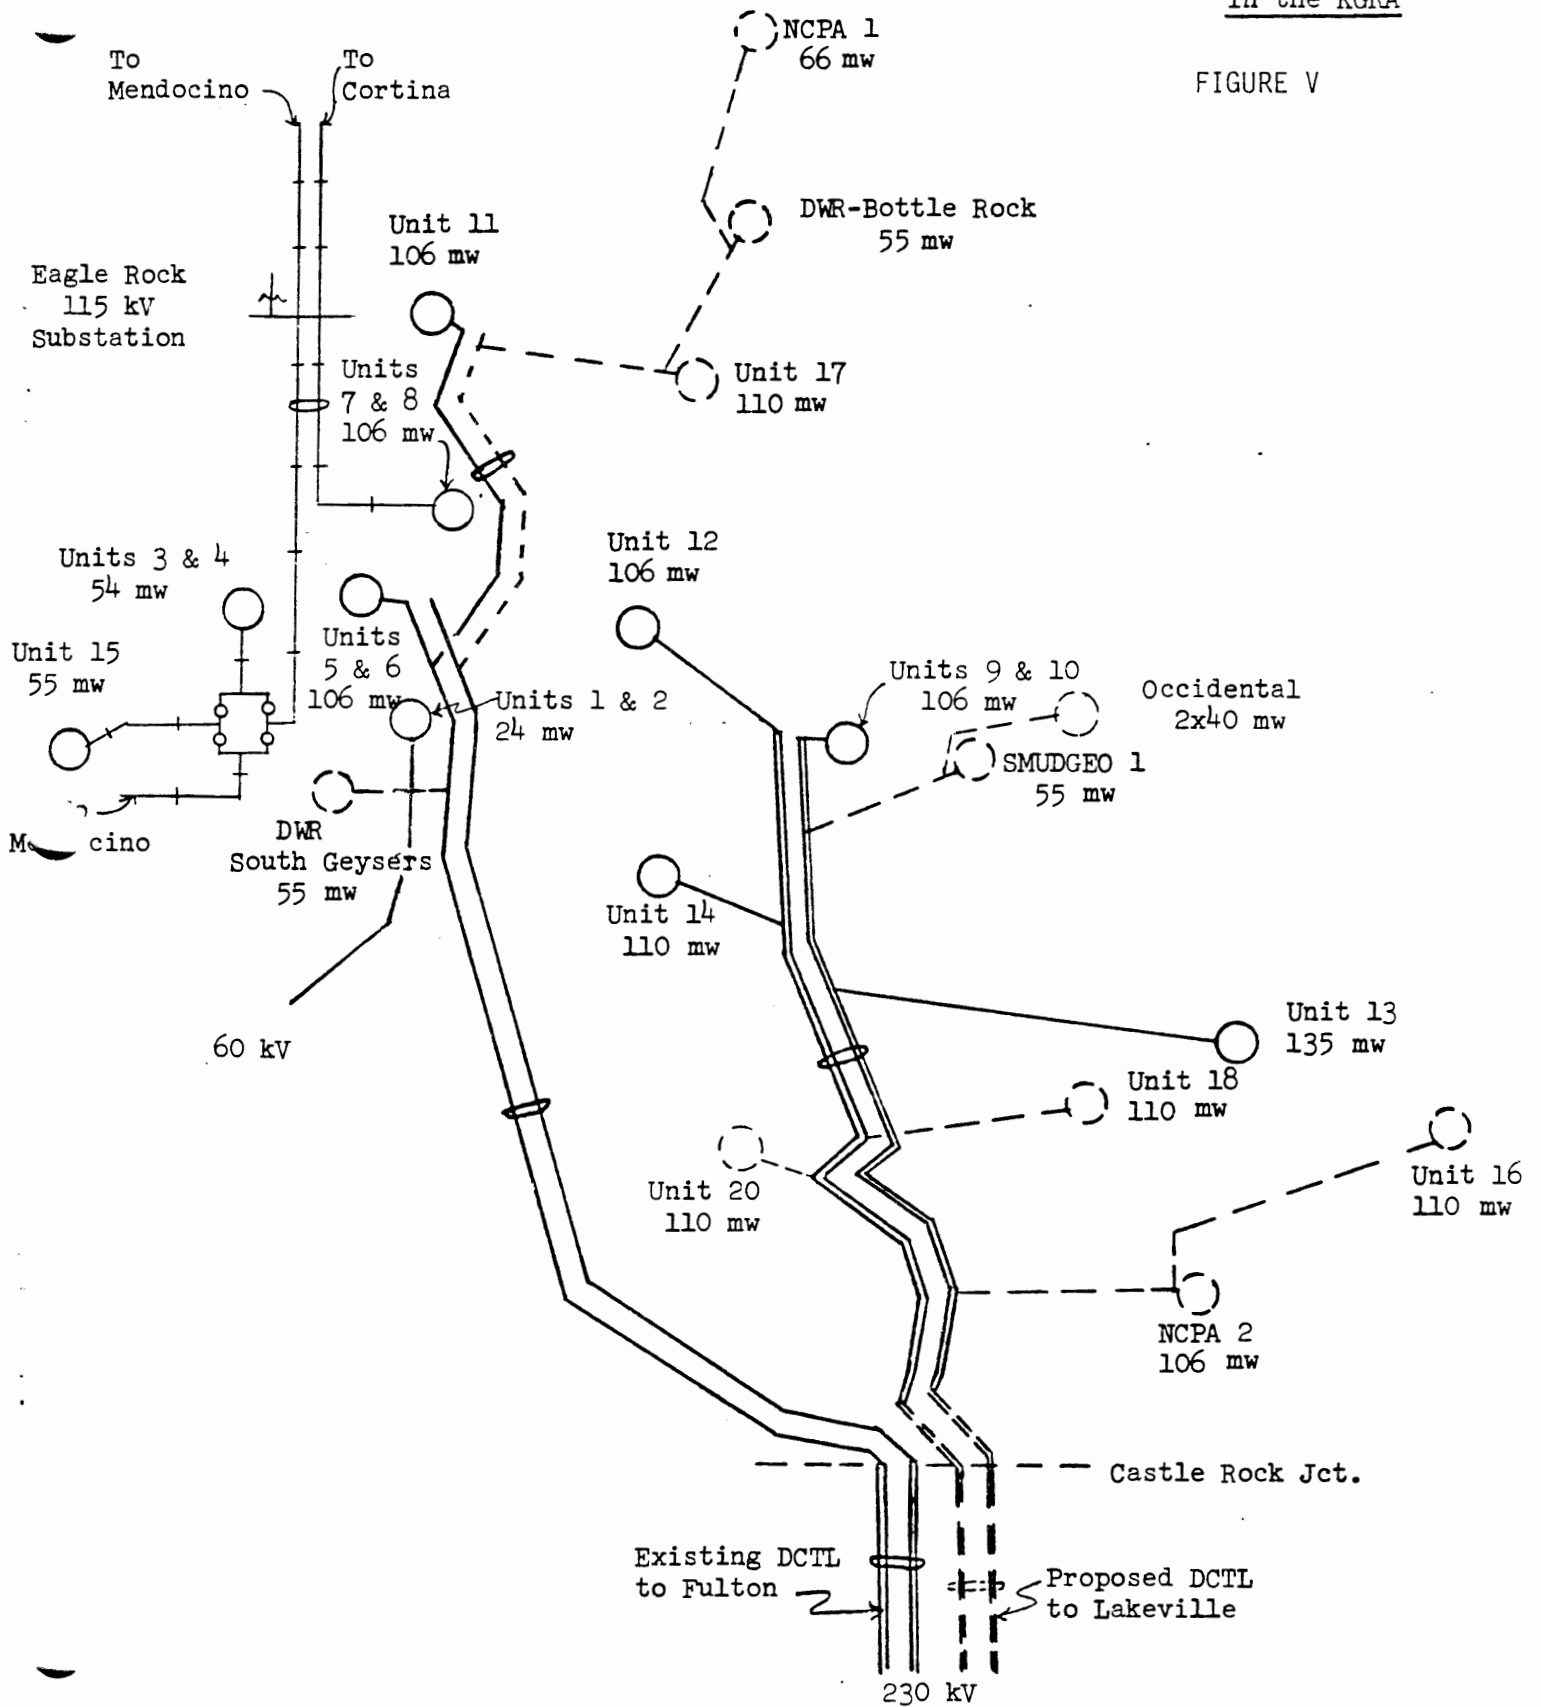 in the KGRA
FIGURE V
NCPA 1
66 mw
To
Mendocino
To
Cortina
DWR-Bottle Rock
55 mw
Unit 11
106 mw
Eagle Rock
115 kV
Substation
Units
7 & 8
106 mw
Unit 17
110 mw
Unit 12
106 mw
Units 3 & 4
54 mw
Unit 15
55 mw
Units
5 & 6
106 mw
Units 1 & 2
24 mw
Units 9 & 10
106 mw
Occidental
2x40 mw
SMUDGEO 1
55 mw
DWR
South Geysers
55 mw
Unit 14
110 mw
60 kV
Unit 13
135 mw
Unit 18
110 mw
Unit 20
110 mw
Unit 16
110 mw
NCPA 2
106 mw
Castle Rock Jct.
Existing DCTL
to Fulton
Proposed DCTL
to Lakeville
230 kV